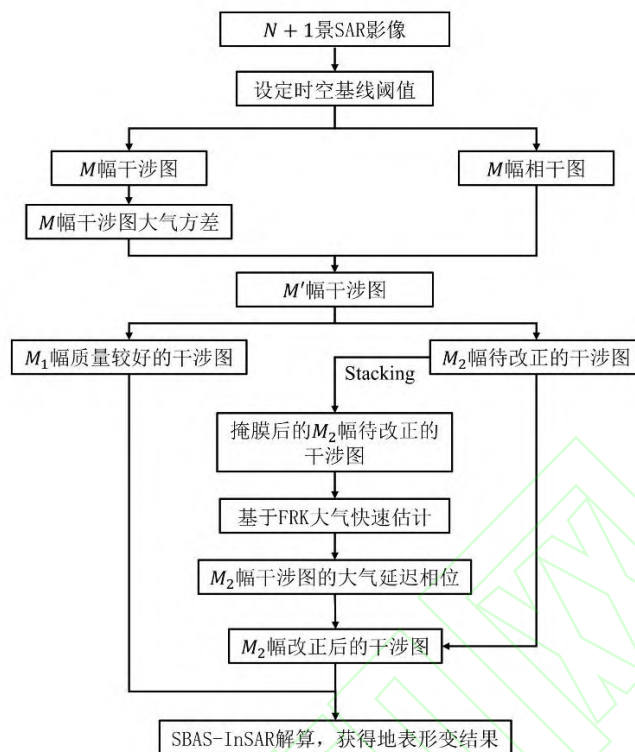 N + 1景SAR影像
设定时空基线阈值
M幅干涉图
M幅相干图
M幅干涉图大气方差
M′幅干涉图
M₁幅质量较好的干涉图
M₂幅待改正的干涉图
Stacking
掩膜后的M₂幅待改正的
干涉图
基于FRK大气快速估计
M₂幅干涉图的大气延迟相位
M₂幅改正后的干涉图
SBAS-InSAR解算，获得地表形变结果